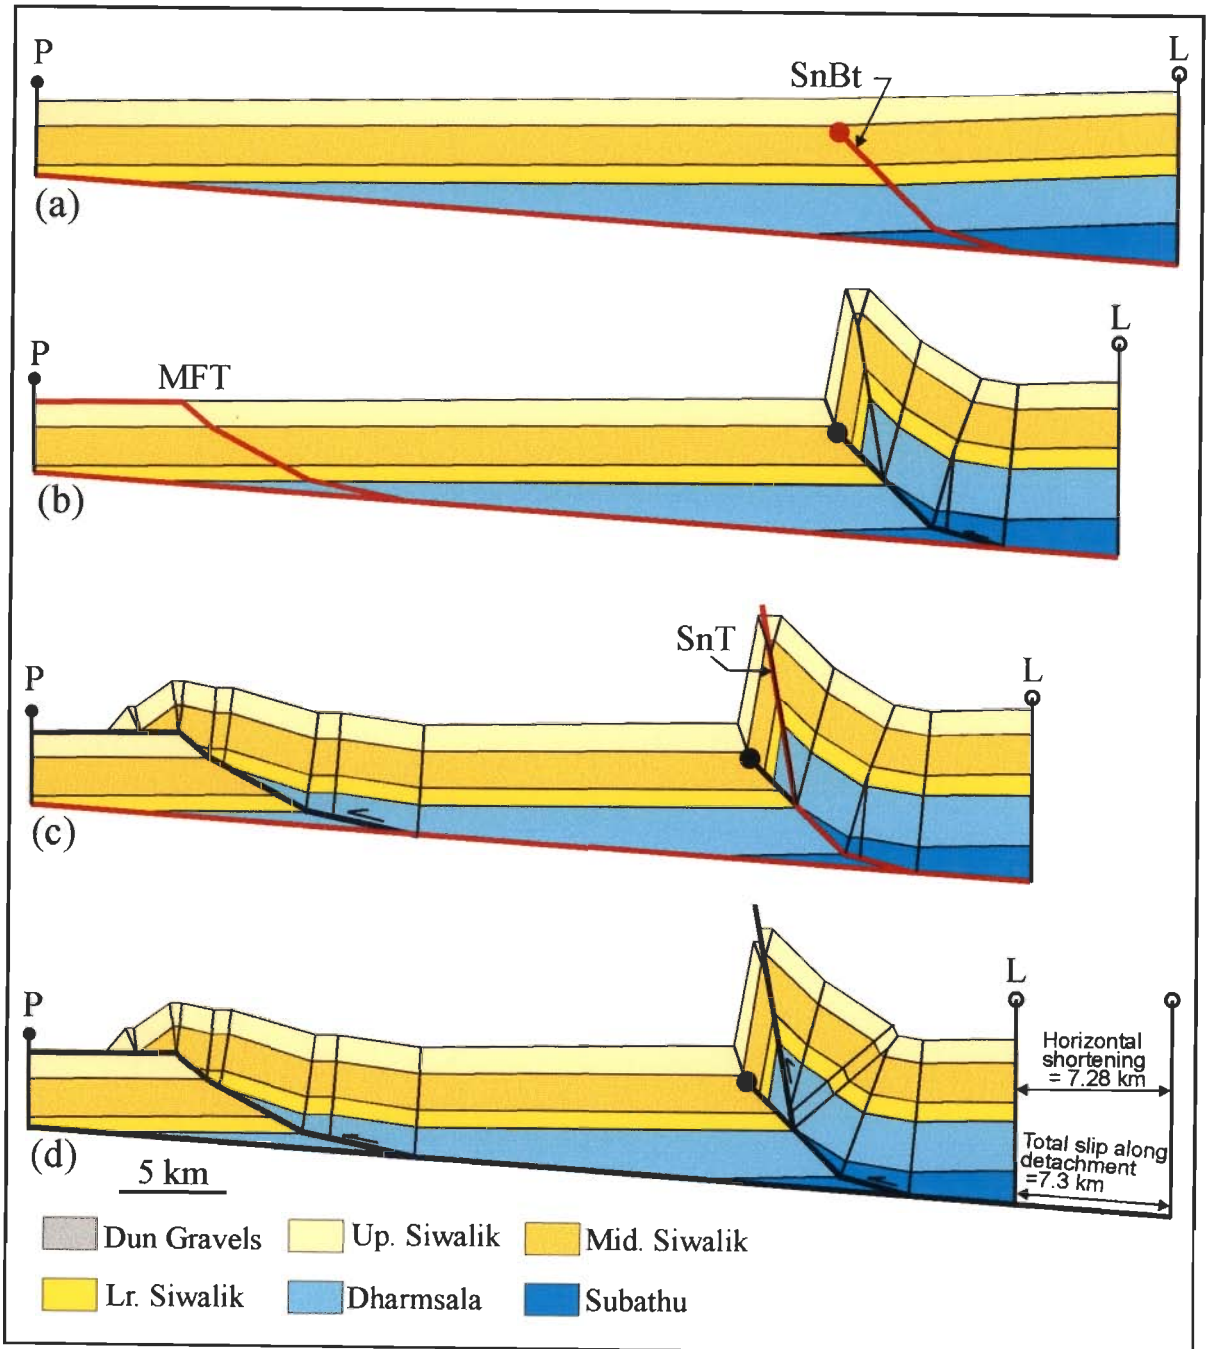 P
L
SnBt
(a)
P
MFT
L
(b)
P
SnT
L
(c)
P
L
Horizontal
shortening
= 7.28 km
Total slip along
detachment
=7.3 km
(d)
5 km
Dun Gravels
Up. Siwalik
Mid. Siwalik
Lr. Siwalik
Dharmsala
Subathu